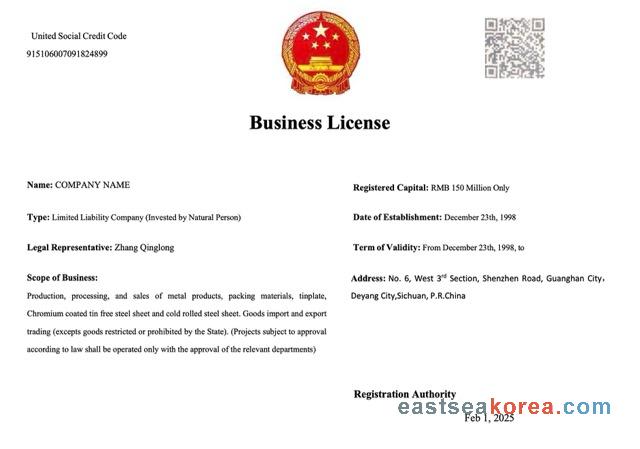 United Social Credit Code
915106007091824899
Business License
Name: COMPANY NAME
Type: Limited Liability Company (Invested by Natural Person)
Legal Representative: Zhang Qinglong
Scope of Business:
Production, processing, and sales of metal products, packing materials, tinplate,
Chromium coated tin free steel sheet and cold rolled steel sheet. Goods import and export
trading (excepts goods restricted or prohibited by the State). (Projects subject to approval
according to law shall be operated only with the approval of the relevant departments)
Registered Capital: RMB 150 Million Only
Date of Establishment: December 23th, 1998
Term of Validity: From December 23th, 1998, to
Address: No. 6, West 3rd Section, Shenzhen Road, Guanghan City,
Deyang City,Sichuan, P.R.China
Registration Authority
eastseakorea.com
Feb 1, 2025